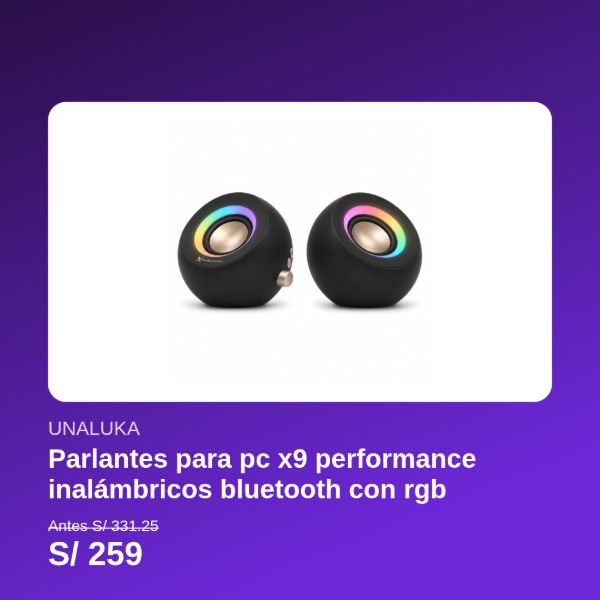 UNALUKA
Parlantes para pc x9 performance
inalámbricos bluetooth con rgb
Antes S/ 331.25
S/ 259